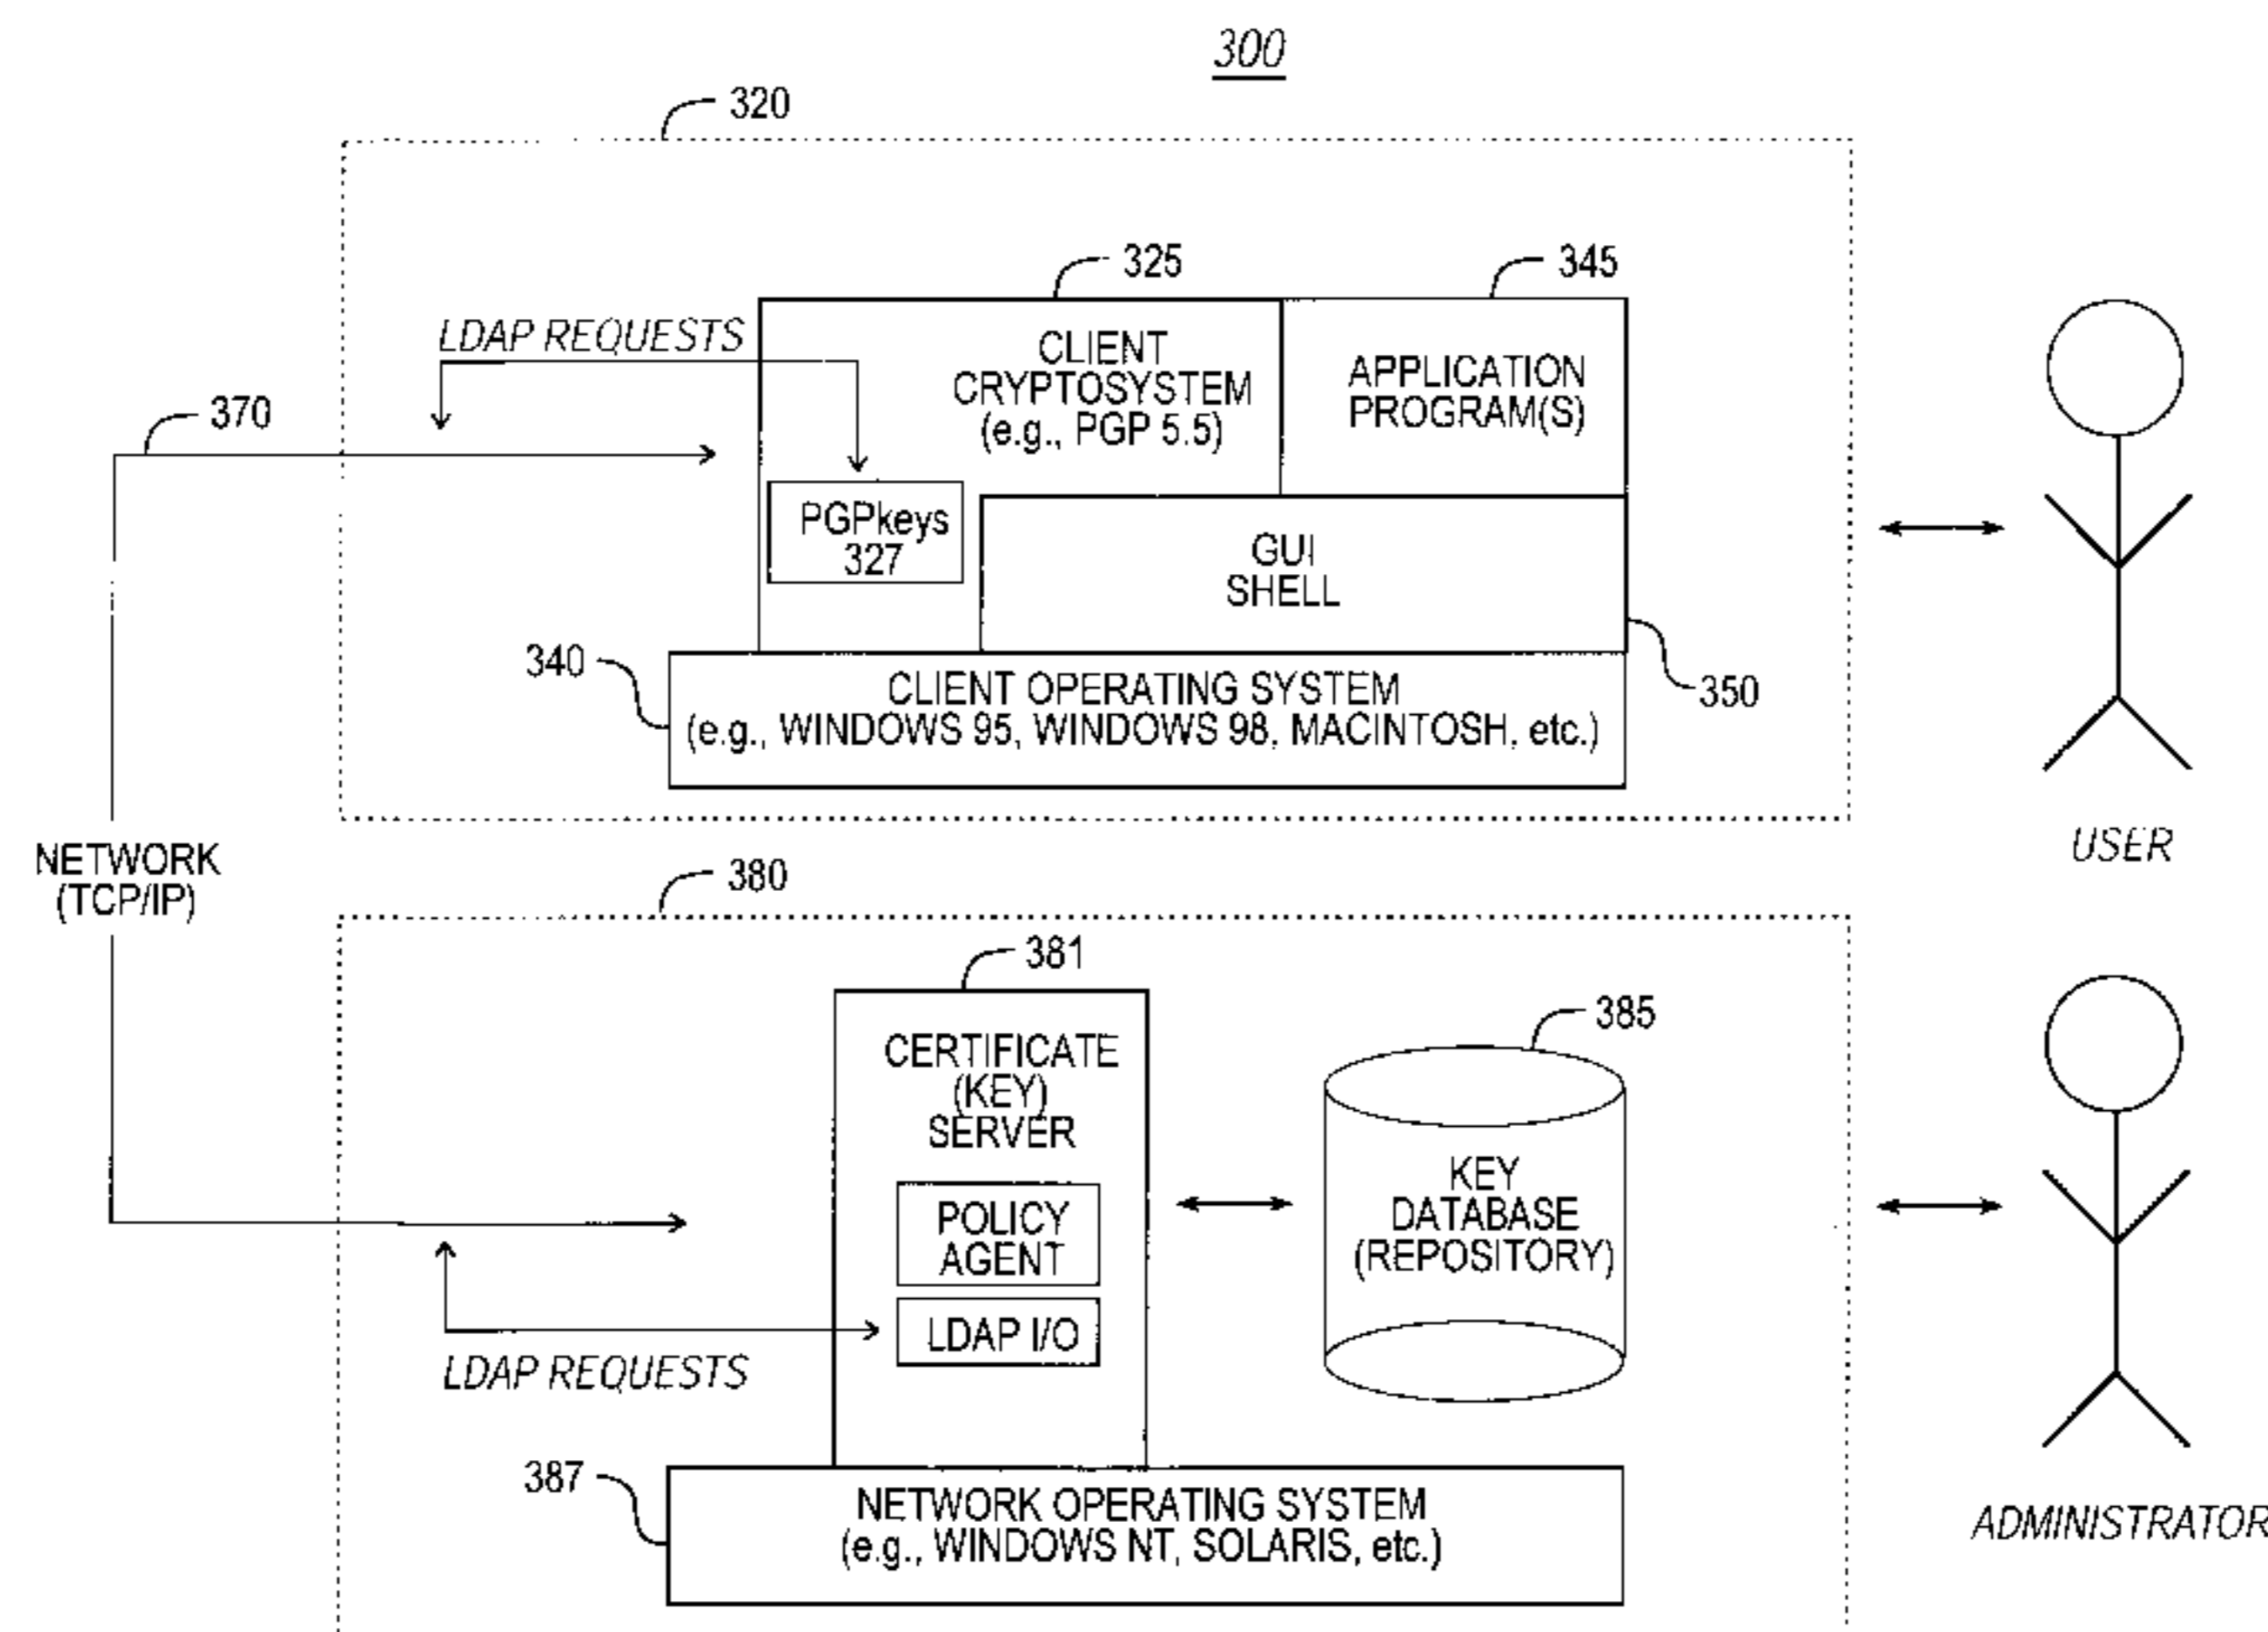 300
320
325
345
LDAP REQUESTS
CLIENT
CRYPTOSYSTEM
(e.g., PGP 5.5)
APPLICATION
PROGRAM(S)
370
PGPkeys
327
GUI
SHELL
340
CLIENT OPERATING SYSTEM
(e.g., WINDOWS 95, WINDOWS 98, MACINTOSH, etc.)
350
USER
NETWORK
(TCP/IP)
380
381
385
CERTIFICATE
(KEY)
SERVER
POLICY
AGENT
LDAP I/O
KEY
DATABASE
(REPOSITORY)
LDAP REQUESTS
387
NETWORK OPERATING SYSTEM
(e.g., WINDOWS NT, SOLARIS, etc.)
ADMINISTRATOR